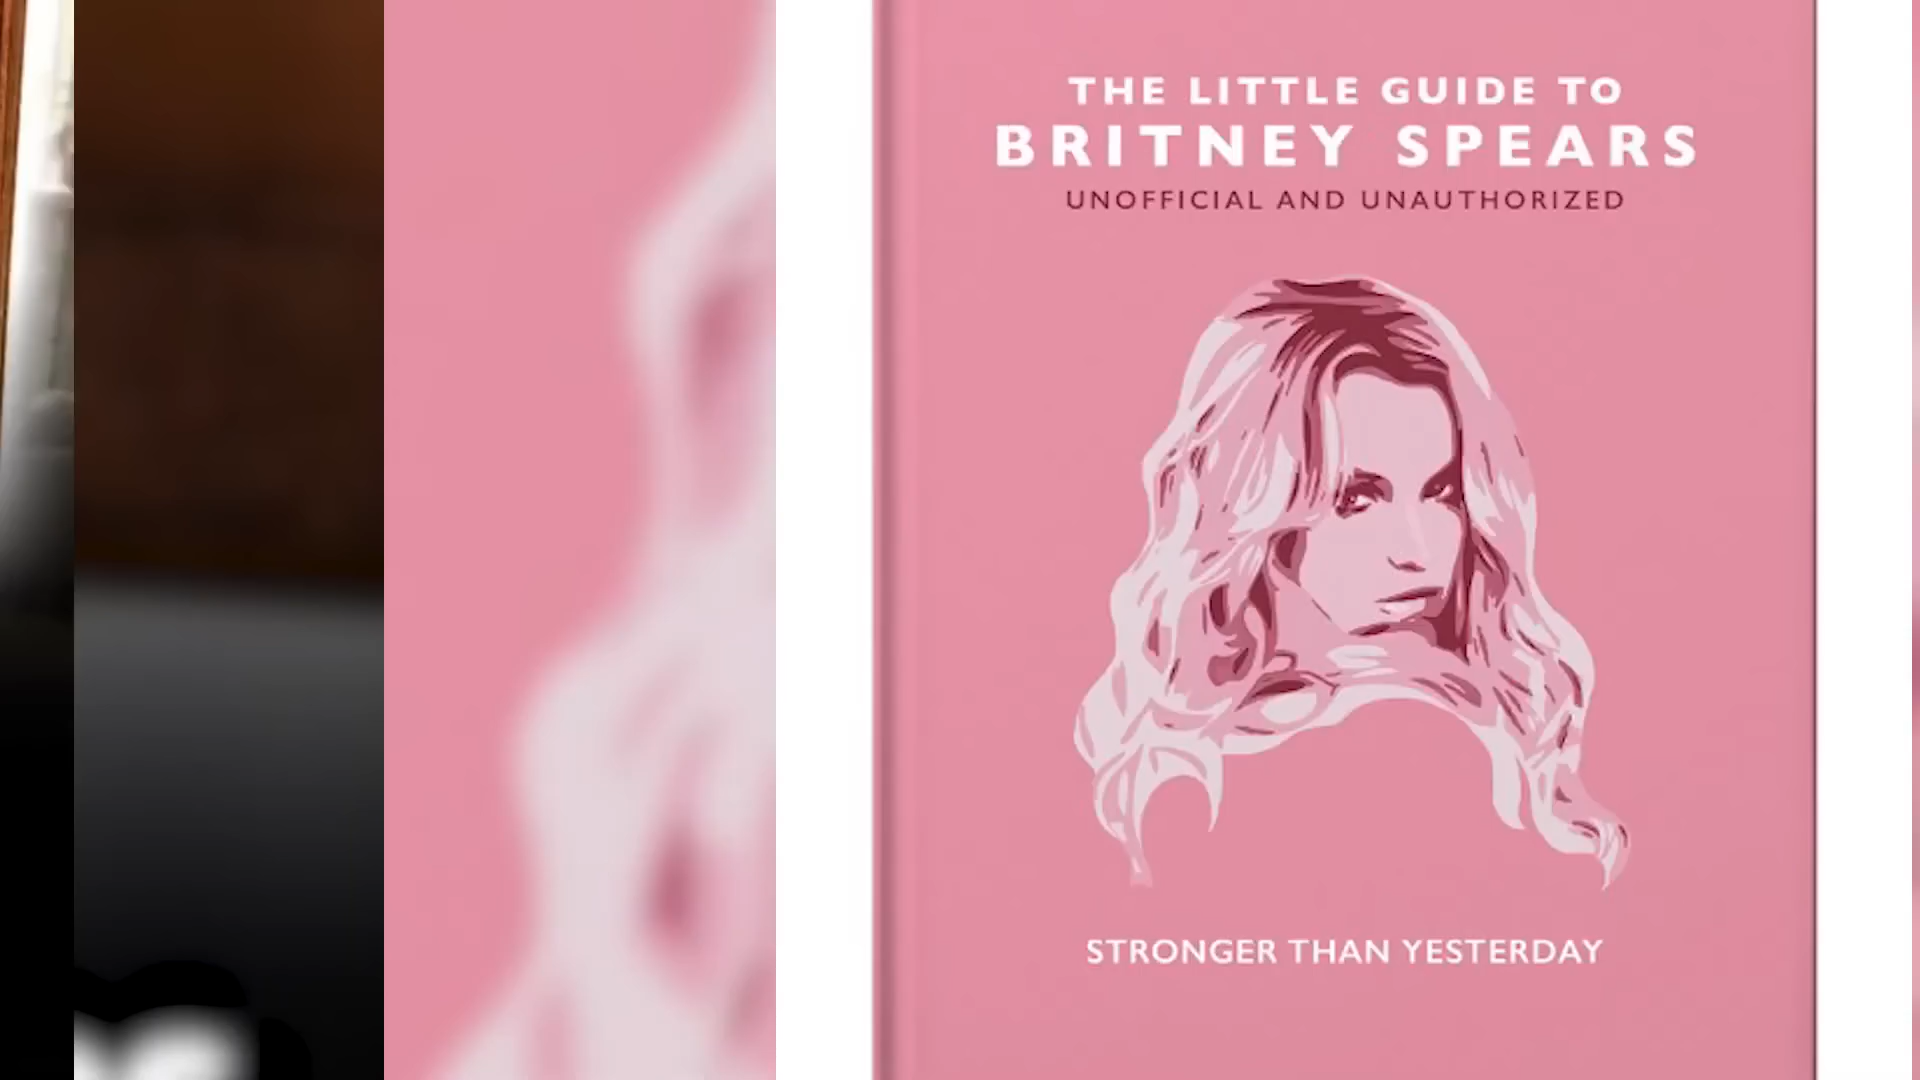 THE LITTLE GUIDE TO
BRITNEY SPEARS
UNOFFICIAL AND UNAUTHORIZED
STRONGER THAN YESTERDAY